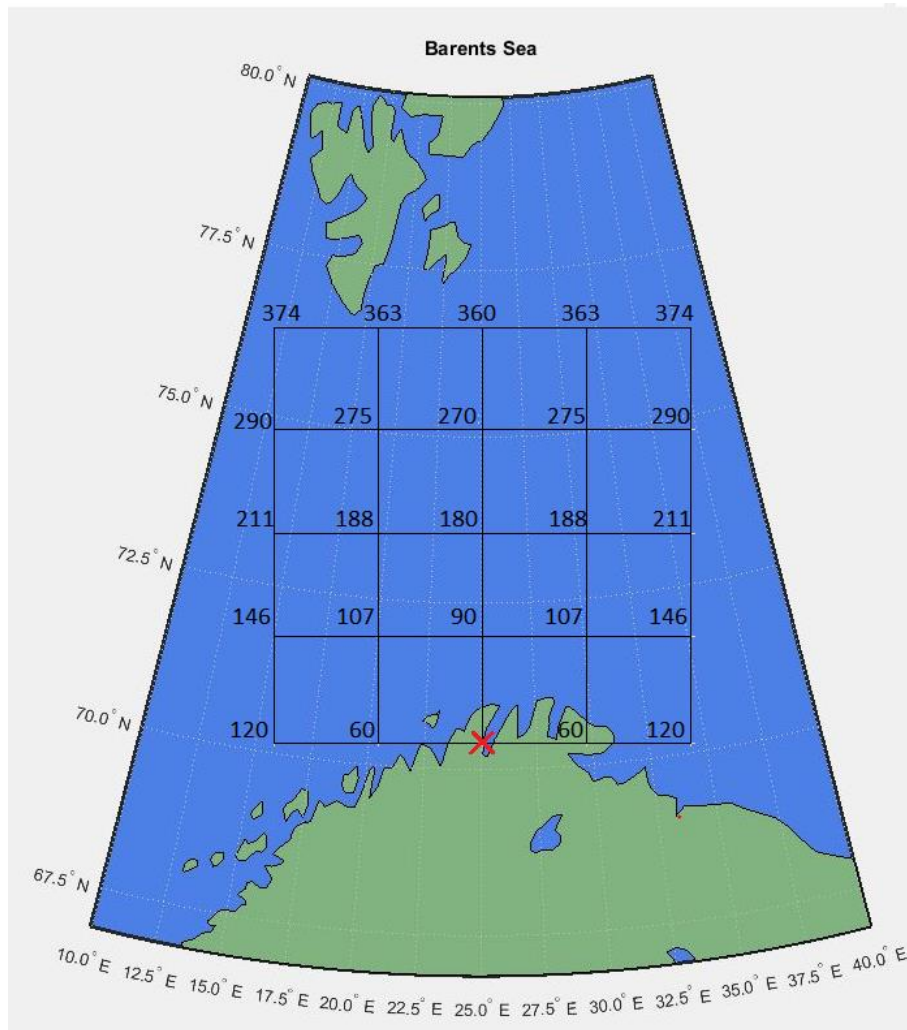 Barents Sea
80.0° N
77.5° N
374 363 360 363 374
75.0° N
290 275 270 275 290
211 188 180 188 211
72.5° N
146 107 90 107 146
70.0° N
120 60 60 120
67.5° N
10.0° E 12.5° E 15.0° E 17.5° E 20.0° E 22.5° E 25.0° E 27.5° E 30.0° E 32.5° E 35.0° E 37.5° E 40.0° E